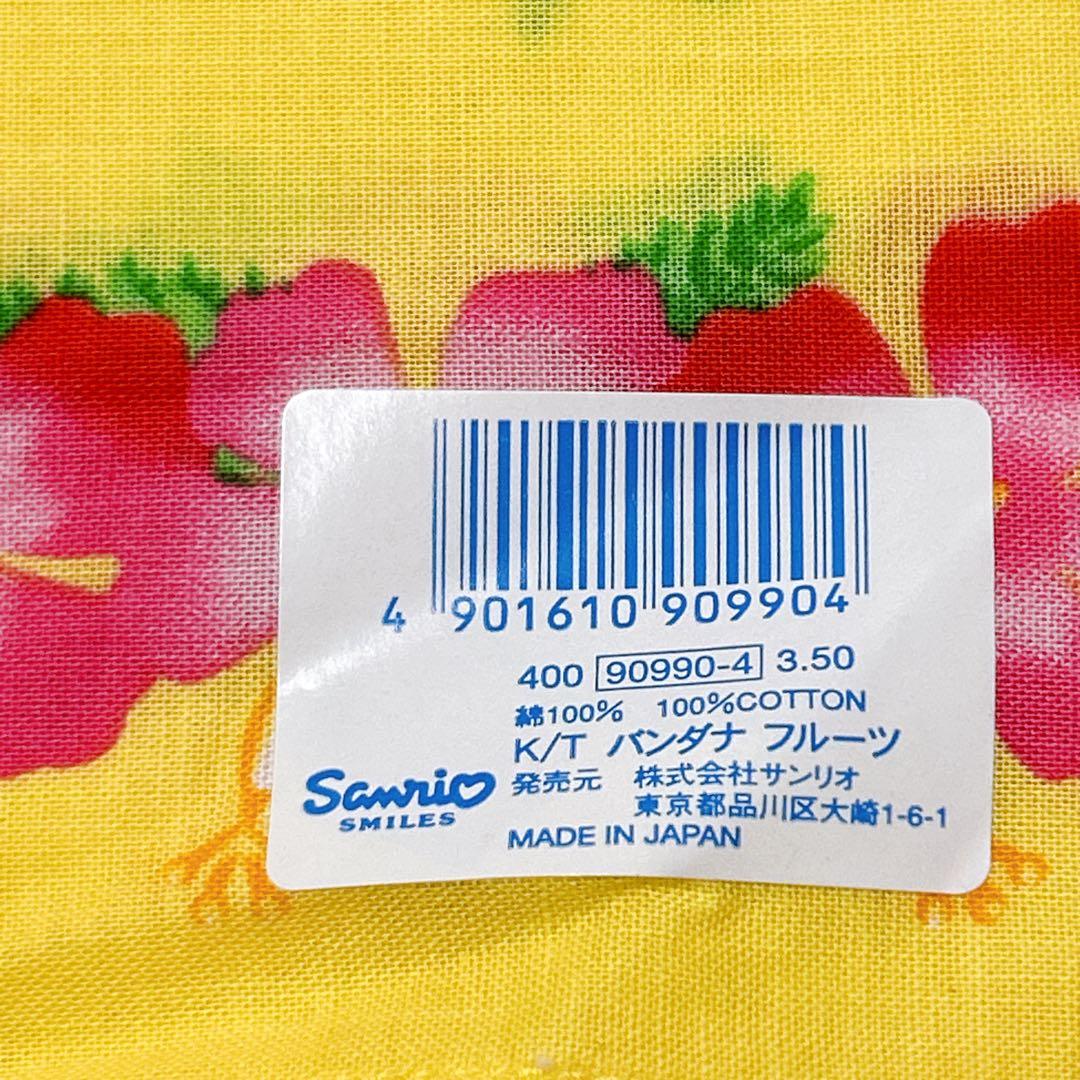 4 901610 909904
400 90990-4 3.50
綿100% 100%COTTON
K/T バンダナ フルーツ
発売元 株式会社サンリオ
東京都品川区大崎1-6-1
Sanrio
SMILES
MADE IN JAPAN